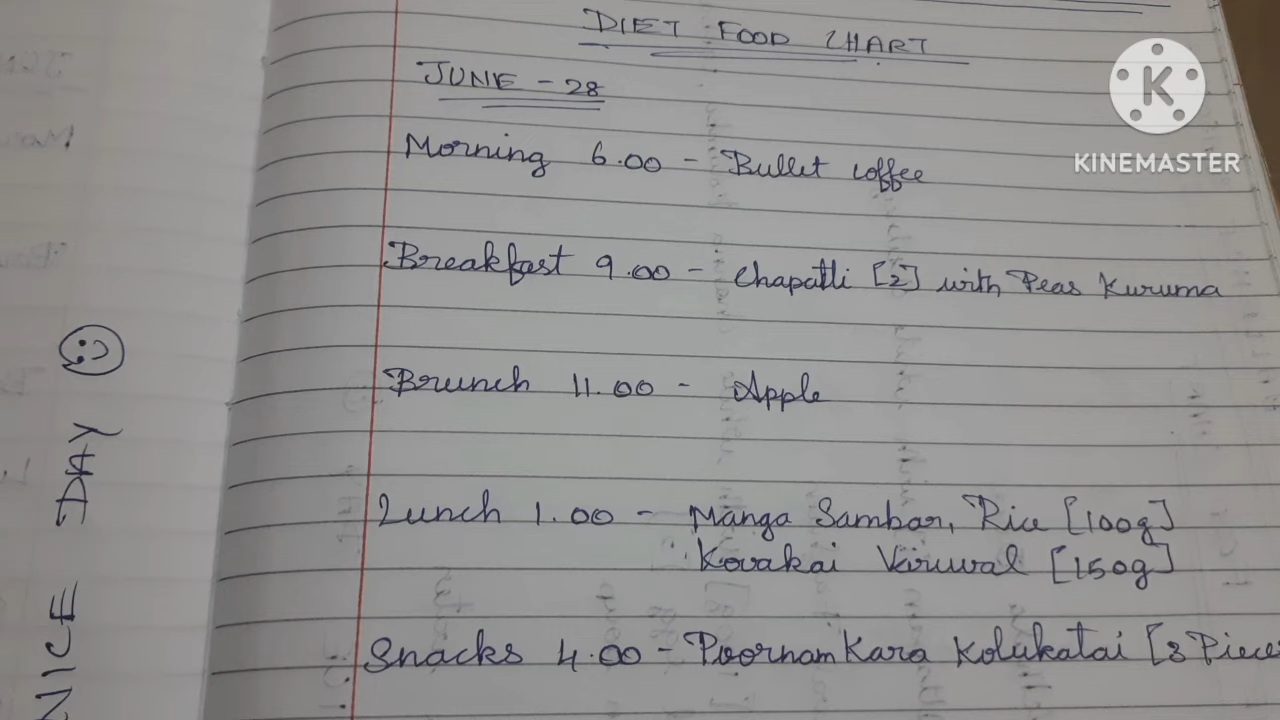 DIET FOOD CHART
JUNE - 28
Morning 6.00 - Bullet coffee
Breakfast 9.00 - Chapatti [2] with Peas Kuruma
Brunch 11.00 - Apple
Lunch 1.00 - Manga Sambar, Rice [100g]
Kovakai Viruval [150g]
Snacks 4.00 - Poornam Kara Kolukatai [3 Piece
NICE DAY
K
KINEMASTER